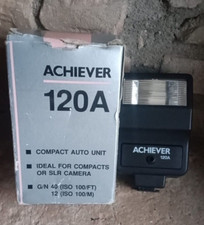 ACHIEVER
120A
COMPACT AUTO UNIT
IDEAL FOR COMPACTS
OR SLR CAMERA
G/N 40 (ISO 100/FT)
12 (ISO 100/M)
ACHIEVER
120A